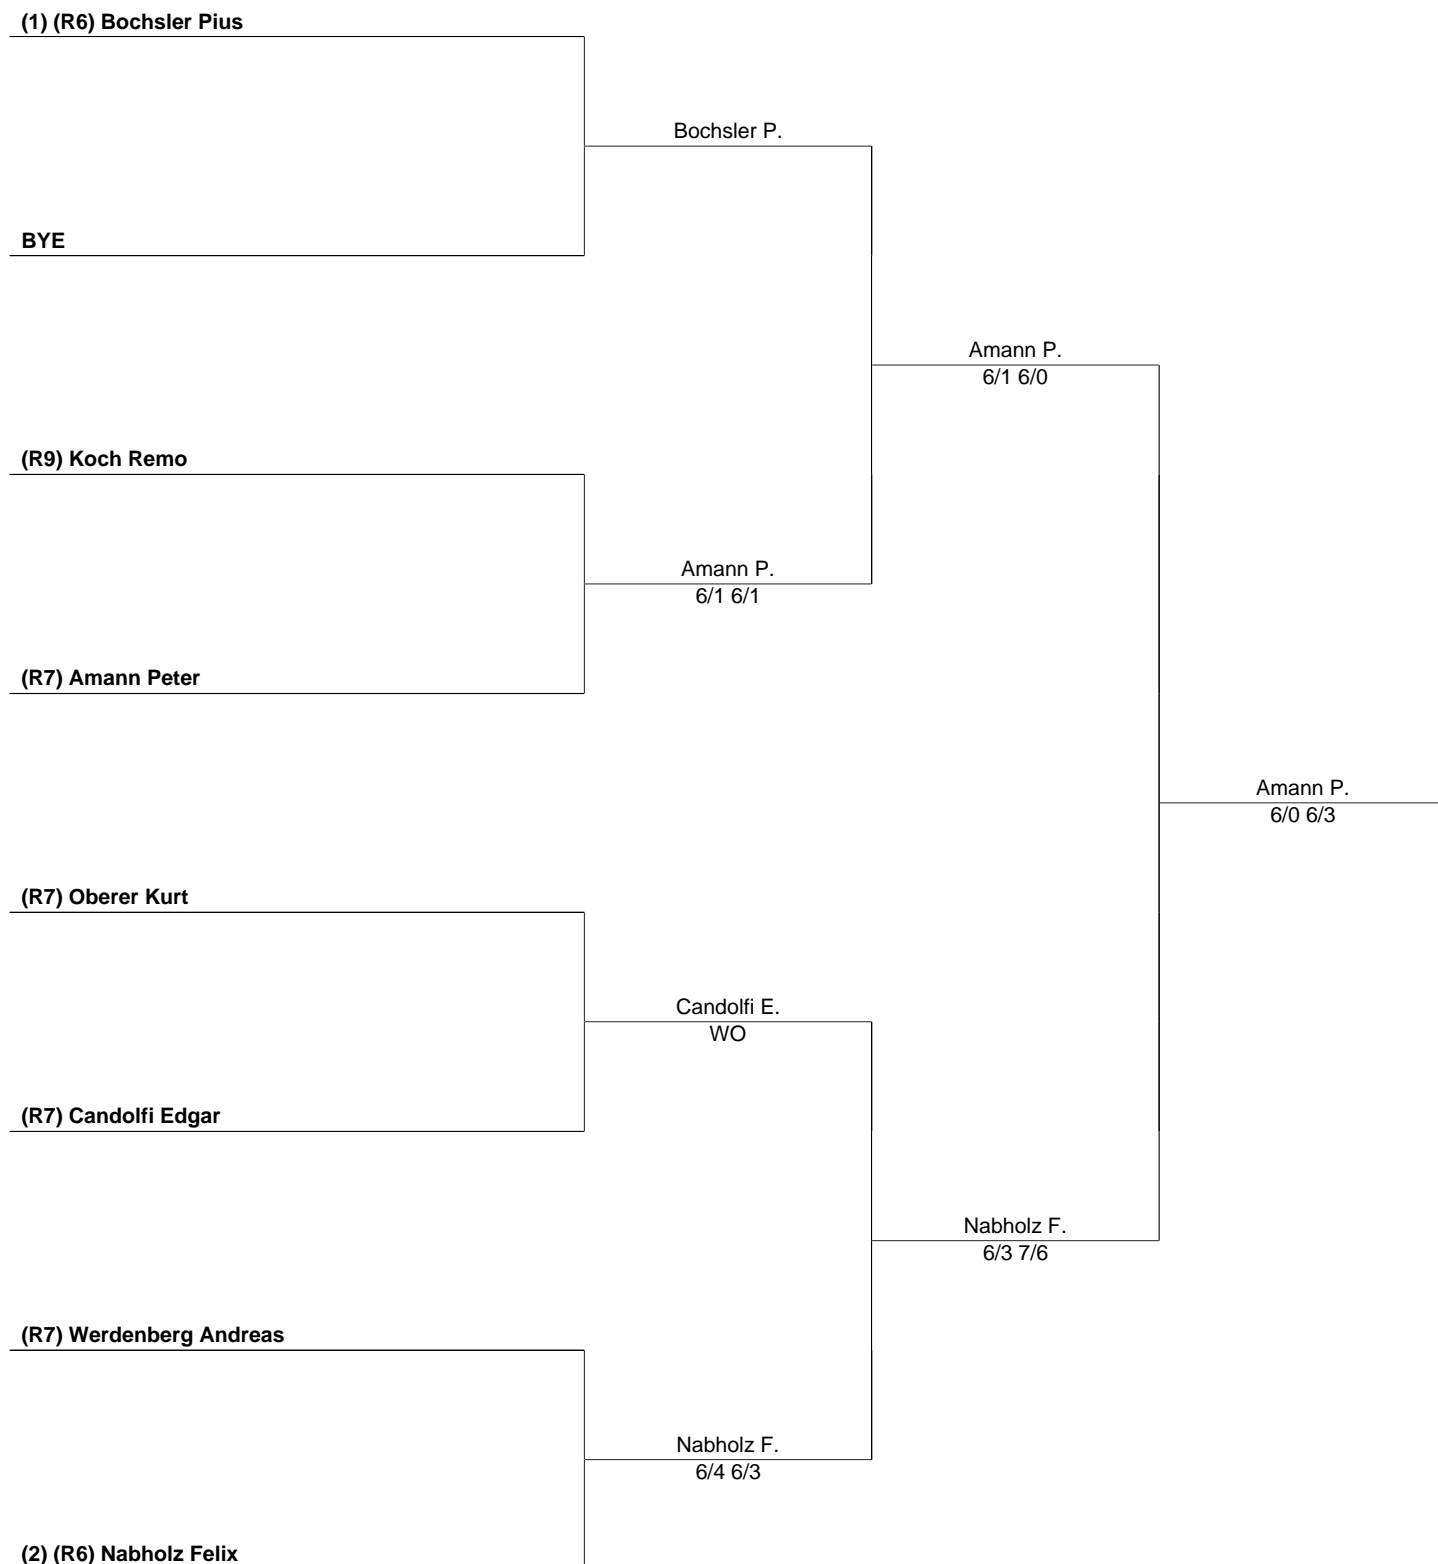 (1) (R6) Bochsler Pius
Bochsler P.
BYE
Amann P.
6/1 6/0
(R9) Koch Remo
Amann P.
6/1 6/1
(R7) Amann Peter
Amann P.
6/0 6/3
(R7) Oberer Kurt
Candolfi E.
WO
(R7) Candolfi Edgar
Nabholz F.
6/3 7/6
(R7) Werdenberg Andreas
Nabholz F.
6/4 6/3
(2) (R6) Nabholz Felix